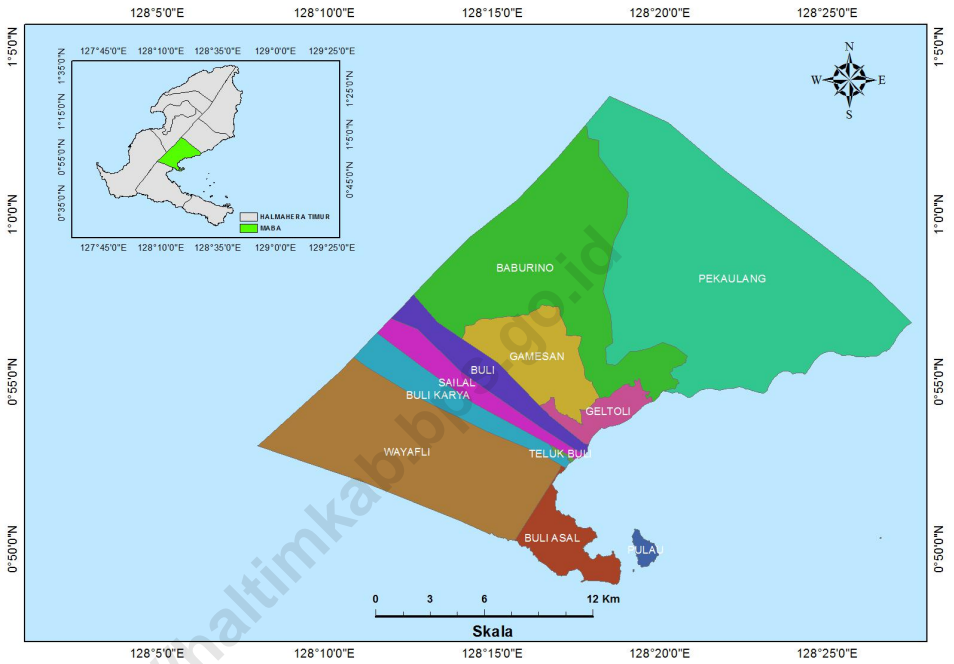 128°5'0"E 128°10'0"E 128°15'0"E 128°20'0"E 128°25'0"E
1°5'0"N
1°5'0"N
127°45'0"E 128°10'0"E 128°35'0"E 129°0'0"E 129°25'0"E
1°35'0"N
1°15'0"N
0°55'0"N
0°35'0"N
1°25'0"N
1°5'0"N
0°45'0"N
HALMAHERA TIMUR
MABA
127°45'0"E 128°10'0"E 128°35'0"E 129°0'0"E 129°25'0"E
N
W E
S
1°0'0"N
1°0'0"N
BABURINO
PEKAULANG
GAMESAN
BULI
SAILAL
BULI KARYA
GELTOLI
0°55'0"N
0°55'0"N
WAYAFLI
TELUK BULI
BULI ASAL
PULAU
0°50'0"N
0°50'0"N
0 3 6 12 Km
Skala
128°5'0"E 128°10'0"E 128°15'0"E 128°20'0"E 128°25'0"E
haltimkab.bps.go.id